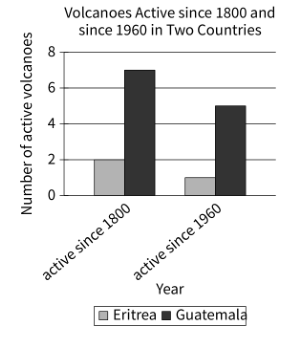 Volcanoes Active since 1800 and
since 1960 in Two Countries
Number of active volcanoes
8
6
4
2
0
active since 1800
active since 1960
Year
Eritrea
Guatemala